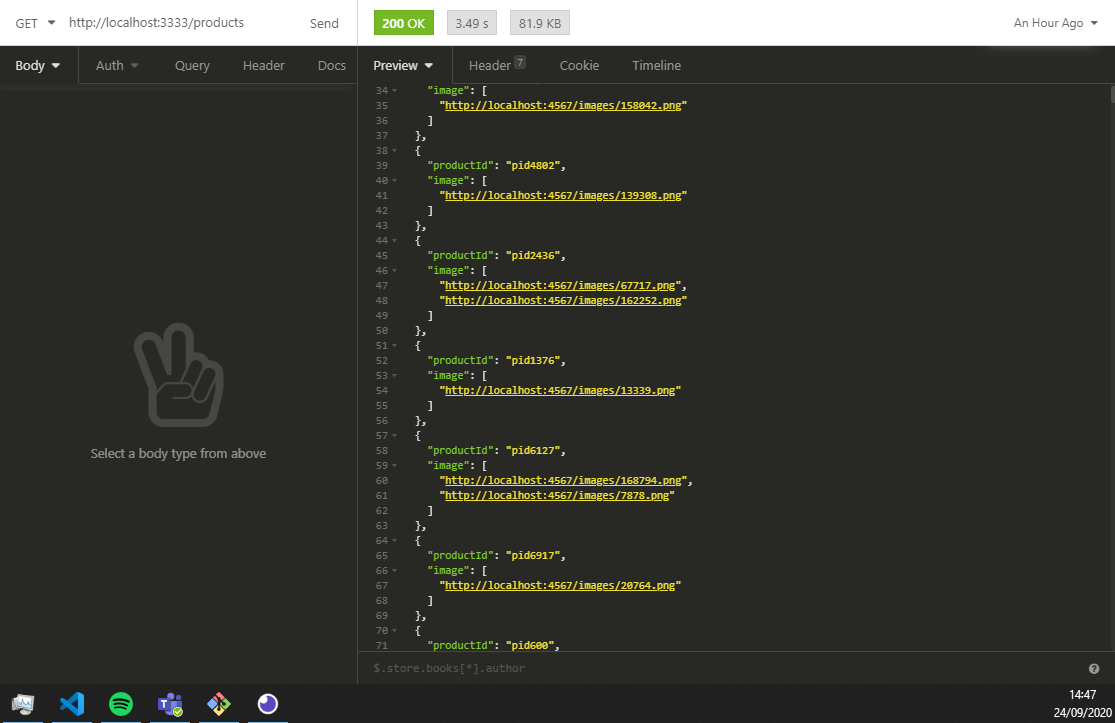 GET http://localhost:3333/products Send 200 OK 3.49 s 81.9 KB An Hour Ago
Body Auth Query Header Docs Preview Header 7 Cookie Timeline
34 "image": [
35 "http://localhost:4567/images/158042.png"
36 ]
37 },
38 {
39 "productId": "pid4802",
40 "image": [
41 "http://localhost:4567/images/139308.png"
42 ]
43 },
44 {
45 "productId": "pid2436",
46 "image": [
47 "http://localhost:4567/images/67717.png",
48 "http://localhost:4567/images/162252.png"
49 ]
50 },
51 {
52 "productId": "pid1376",
53 "image": [
54 "http://localhost:4567/images/13339.png"
55 ]
56 },
57 {
58 "productId": "pid6127",
59 "image": [
60 "http://localhost:4567/images/168794.png",
61 "http://localhost:4567/images/7878.png"
62 ]
63 },
64 {
65 "productId": "pid6917",
66 "image": [
67 "http://localhost:4567/images/20764.png"
68 ]
69 },
70 {
71 "productId": "pid600",
Select a body type from above
$.store.books[*].author
14:47
24/09/2020